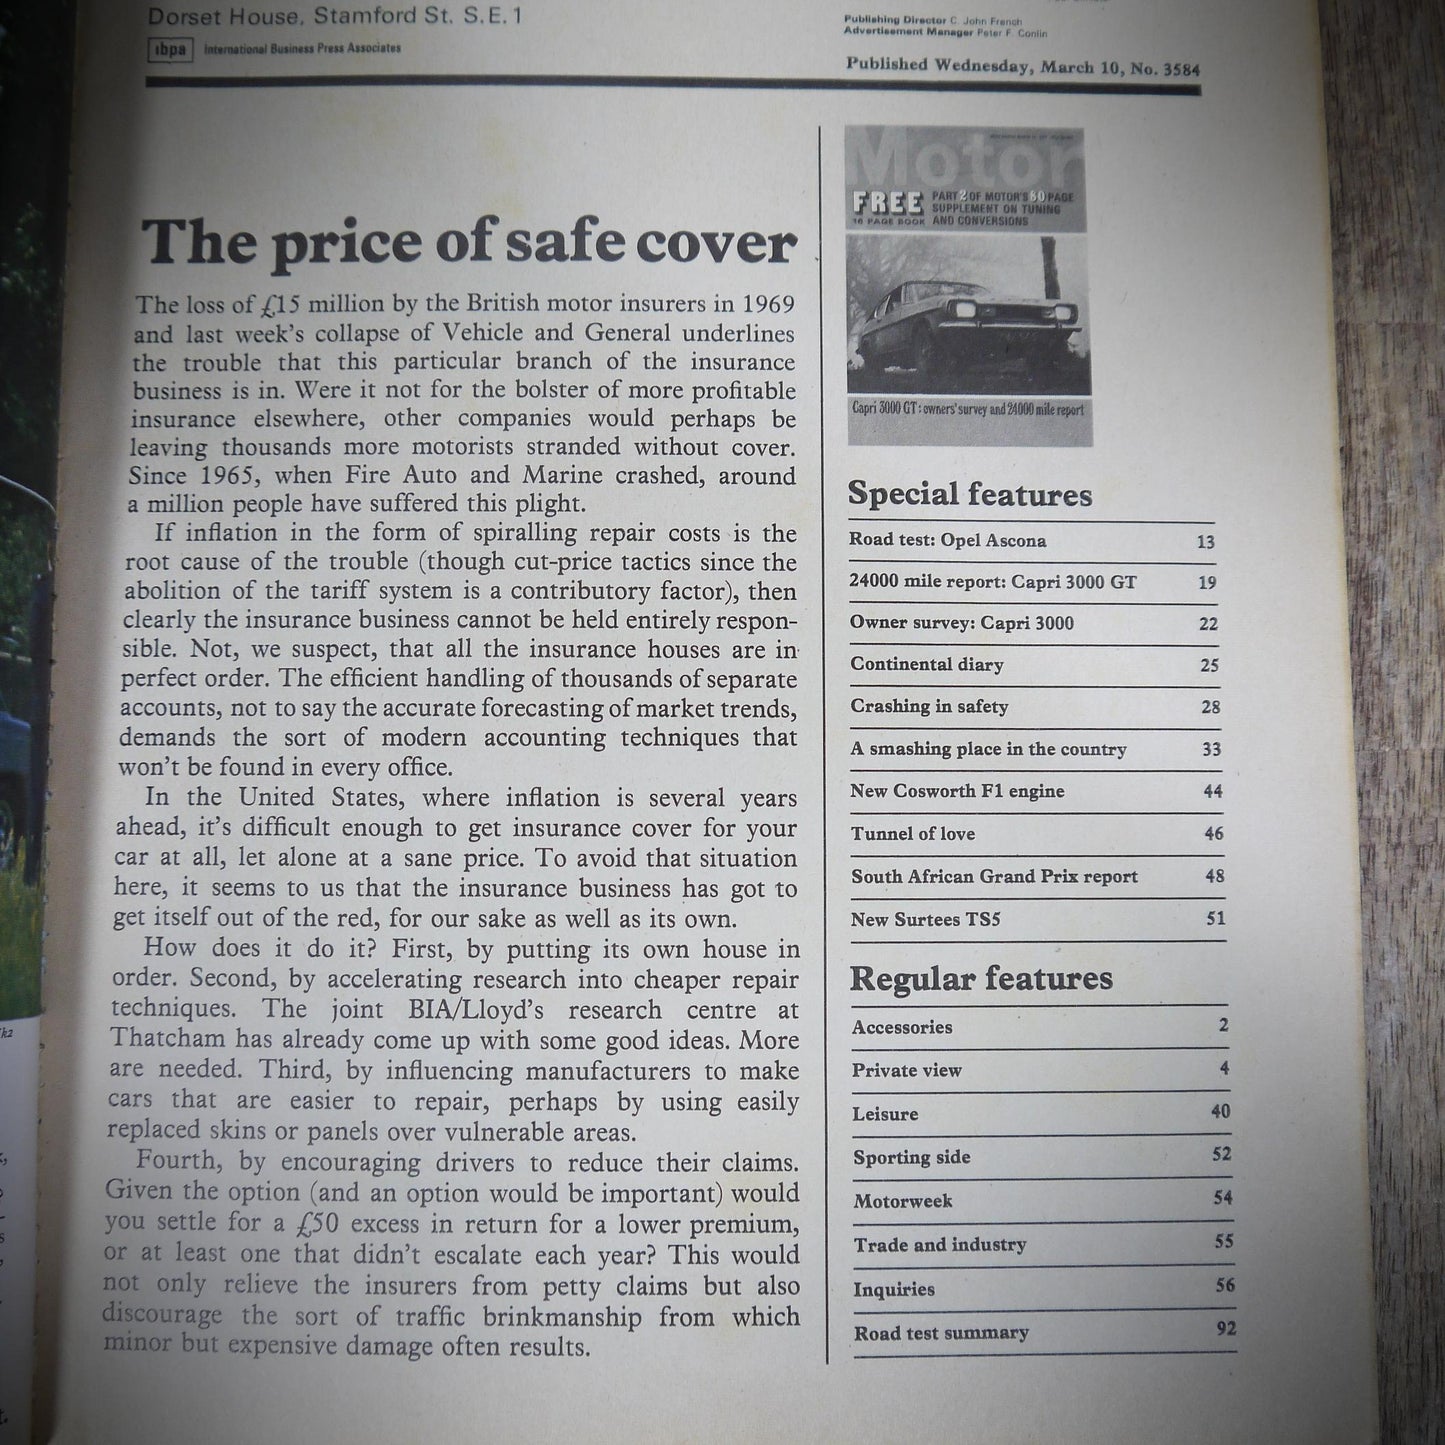 Dorset House, Stamford St. S.E.1
ibpa International Business Press Associates
Publishing Director C. John French
Advertisement Manager Peter F. Conlin
Published Wednesday, March 10, No. 3584
The price of safe cover
The loss of £15 million by the British motor insurers in 1969
and last week's collapse of Vehicle and General underlines
the trouble that this particular branch of the insurance
business is in. Were it not for the bolster of more profitable
insurance elsewhere, other companies would perhaps be
leaving thousands more motorists stranded without cover.
Since 1965, when Fire Auto and Marine crashed, around
a million people have suffered this plight.
If inflation in the form of spiralling repair costs is the
root cause of the trouble (though cut-price tactics since the
abolition of the tariff system is a contributory factor), then
clearly the insurance business cannot be held entirely respon-
sible. Not, we suspect, that all the insurance houses are in
perfect order. The efficient handling of thousands of separate
accounts, not to say the accurate forecasting of market trends,
demands the sort of modern accounting techniques that
won't be found in every office.
In the United States, where inflation is several years
ahead, it's difficult enough to get insurance cover for your
car at all, let alone at a sane price. To avoid that situation
here, it seems to us that the insurance business has got to
get itself out of the red, for our sake as well as its own.
How does it do it? First, by putting its own house in
order. Second, by accelerating research into cheaper repair
techniques. The joint BIA/Lloyd's research centre at
Thatcham has already come up with some good ideas. More
are needed. Third, by influencing manufacturers to make
cars that are easier to repair, perhaps by using easily
replaced skins or panels over vulnerable areas.
Fourth, by encouraging drivers to reduce their claims.
Given the option (and an option would be important) would
you settle for a £50 excess in return for a lower premium,
or at least one that didn't escalate each year? This would
not only relieve the insurers from petty claims but also
discourage the sort of traffic brinkmanship from which
minor but expensive damage often results.
Motor
FREE
16 PAGE BOOK
PART 2 OF MOTOR'S 80 PAGE
SUPPLEMENT ON TUNING
AND CONVERSIONS
Capri 3000 GT: owners' survey and 24000 mile report
Special features
Road test: Opel Ascona 13
24000 mile report: Capri 3000 GT 19
Owner survey: Capri 3000 22
Continental diary 25
Crashing in safety 28
A smashing place in the country 33
New Cosworth F1 engine 44
Tunnel of love 46
South African Grand Prix report 48
New Surtees TS5 51
Regular features
Accessories 2
Private view 4
Leisure 40
Sporting side 52
Motorweek 54
Trade and industry 55
Inquiries 56
Road test summary 92